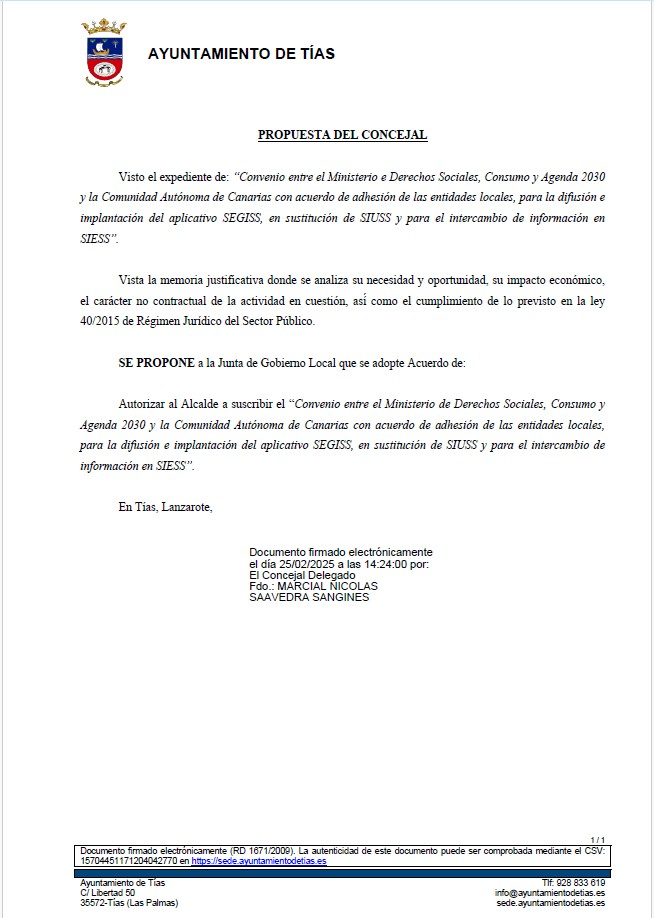 AYUNTAMIENTO DE TÍAS
PROPUESTA DEL CONCEJAL
Visto el expediente de: “Convenio entre el Ministerio e Derechos Sociales, Consumo y Agenda 2030
y la Comunidad Autónoma de Canarias con acuerdo de adhesión de las entidades locales, para la difusión e
implantación del aplicativo SEGISS, en sustitución de SIUSS y para el intercambio de información en
SIESS”.
Vista la memoria justificativa donde se analiza su necesidad y oportunidad, su impacto económico,
el carácter no contractual de la actividad en cuestión, así como el cumplimiento de lo previsto en la ley
40/2015 de Régimen Jurídico del Sector Público.
SE PROPONE a la Junta de Gobierno Local que se adopte Acuerdo de:
Autorizar al Alcalde a suscribir el “Convenio entre el Ministerio de Derechos Sociales, Consumo y
Agenda 2030 y la Comunidad Autónoma de Canarias con acuerdo de adhesión de las entidades locales,
para la difusión e implantación del aplicativo SEGISS, en sustitución de SIUSS y para el intercambio de
información en SIESS”.
En Tías, Lanzarote,
Documento firmado electrónicamente
el día 25/02/2025 a las 14:24:00 por:
El Concejal Delegado
Fdo.: MARCIAL NICOLAS
SAAVEDRA SANGINES
1 / 1
Documento firmado electrónicamente (RD 1671/2009). La autenticidad de este documento puede ser comprobada mediante el CSV:
15704451171204042770 en https://sede.ayuntamientodetias.es
Ayuntamiento de Tías
C/ Libertad 50
35572-Tías (Las Palmas)
Tlf: 928 833 619
info@ayuntamientodetias.es
sede.ayuntamientodetias.es